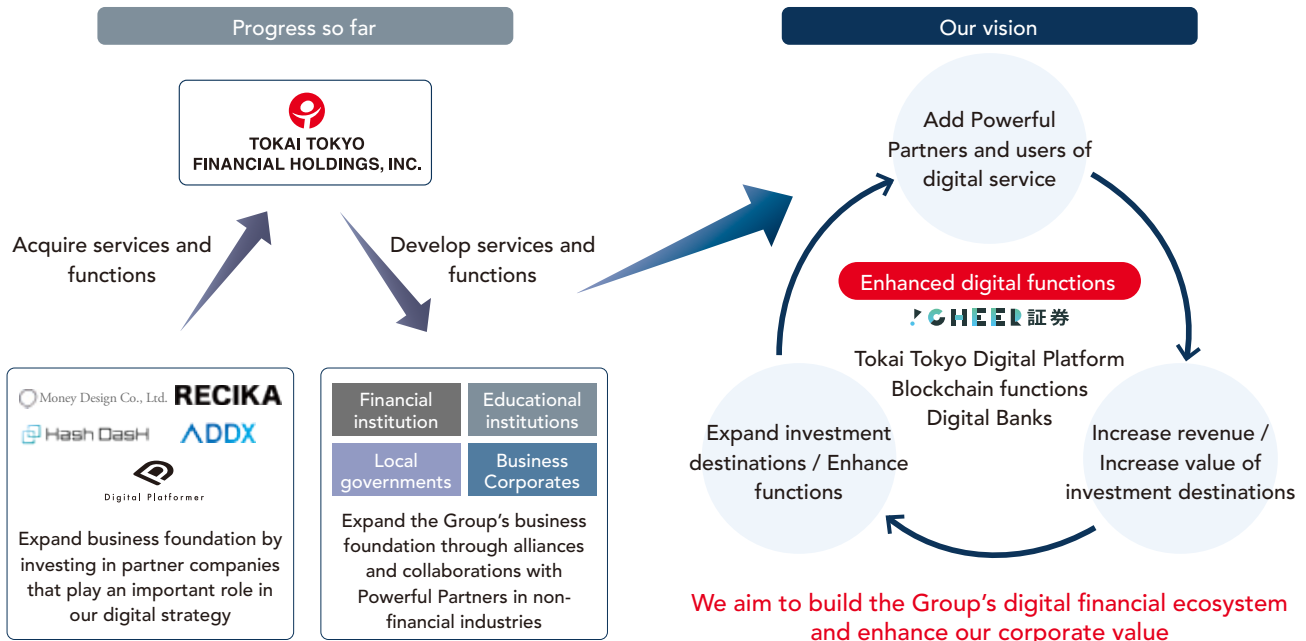 Progress so far
TOKAI TOKYO
FINANCIAL HOLDINGS, INC.
Acquire services and
functions
Develop services and
functions
Money Design Co., Ltd.
RECIKA
Hash DasH
ADDX
Digital Platformer
Expand business foundation by
investing in partner companies
that play an important role in
our digital strategy
Financial
institution
Educational
institutions
Local
governments
Business
Corporates
Expand the Group's business
foundation through alliances
and collaborations with
Powerful Partners in non-
financial industries
Our vision
Add Powerful
Partners and users of
digital service
Enhanced digital functions
CHEER証券
Tokai Tokyo Digital Platform
Blockchain functions
Digital Banks
Expand investment
destinations / Enhance
functions
Increase revenue /
Increase value of
investment destinations
We aim to build the Group's digital financial ecosystem
and enhance our corporate value